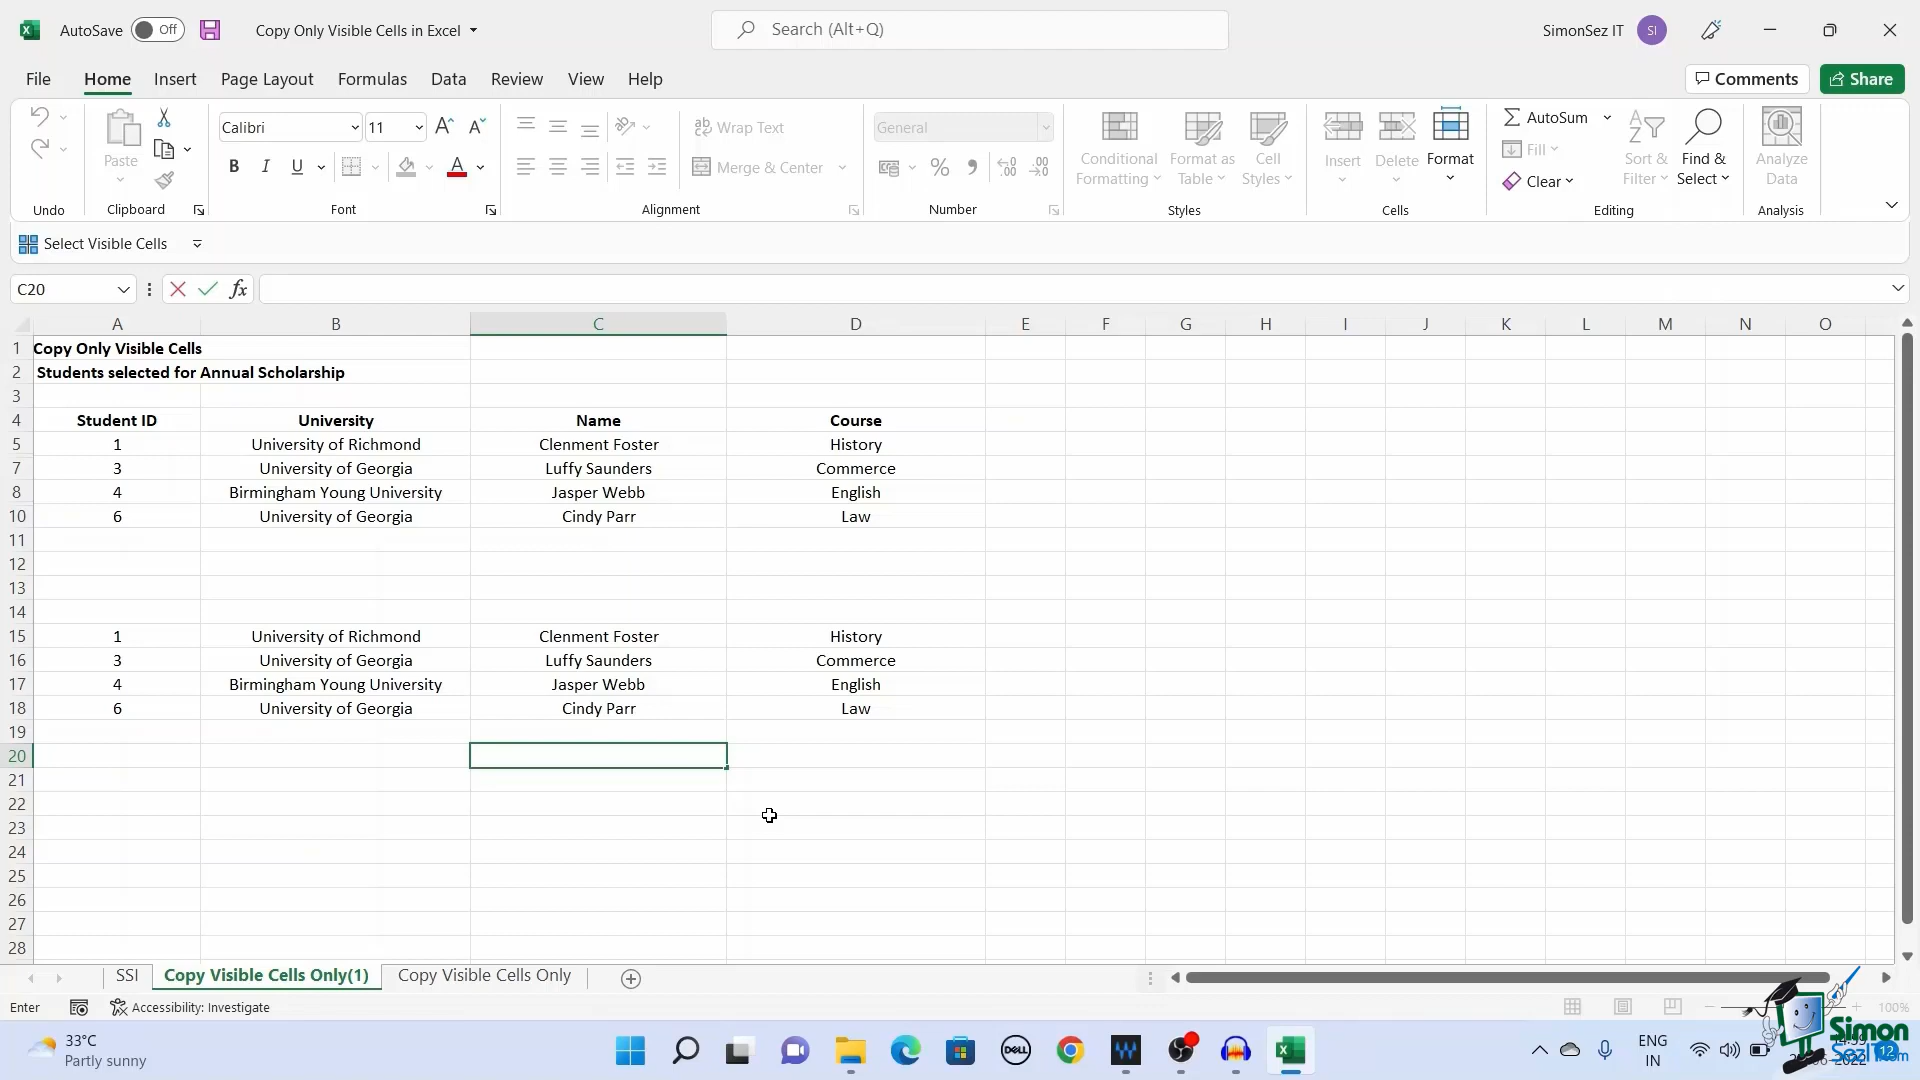 AutoSave Off Copy Only Visible Cells in Excel Search (Alt+Q) SimonSez IT SI
File Home Insert Page Layout Formulas Data Review View Help Comments Share
Calibri 11 Wrap Text General AutoSum
Paste B I U Merge & Center % Conditional Formatting Format as Table Cell Styles Insert Delete Format Fill Clear Sort & Filter Find & Select Analyze Data
Undo Clipboard Font Alignment Number Styles Cells Editing Analysis
Select Visible Cells
C20 fx
A B C D E F G H I J K L M N O
1 Copy Only Visible Cells
2 Students selected for Annual Scholarship
3
4 Student ID University Name Course
5 1 University of Richmond Clenment Foster History
7 3 University of Georgia Luffy Saunders Commerce
8 4 Birmingham Young University Jasper Webb English
10 6 University of Georgia Cindy Parr Law
11
12
13
14
15 1 University of Richmond Clenment Foster History
16 3 University of Georgia Luffy Saunders Commerce
17 4 Birmingham Young University Jasper Webb English
18 6 University of Georgia Cindy Parr Law
19
20
21
22
23
24
25
26
27
28
SSI Copy Visible Cells Only(1) Copy Visible Cells Only
Enter Accessibility: Investigate 100%
33°C
Partly sunny
DELL
ENG
IN
Simon
12